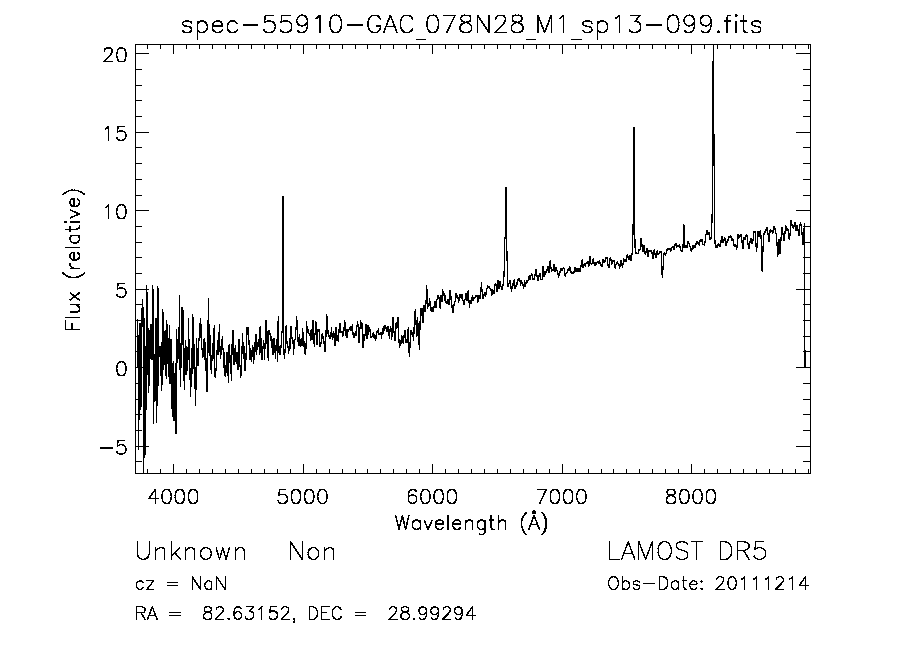 spec-55910-GAC_078N28_M1_sp13-099.fits
20
15
10
5
0
-5
Flux (relative)
4000 5000 6000 7000 8000
Wavelength (Å)
Unknown Non LAMOST DR5
cz = NaN Obs-Date: 20111214
RA = 82.63152, DEC = 28.99294